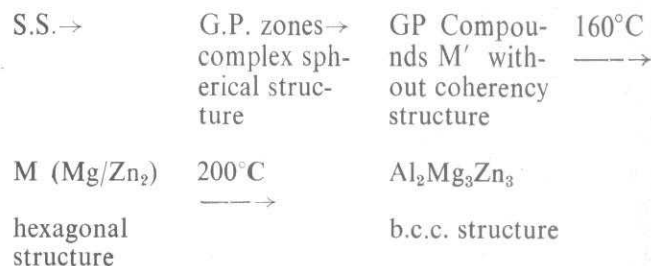 S.S.→ G.P. zones→ GP Compou- 160°C
complex sph- nds M′ with- - - -→
erical struc- out coherency
ture structure
M (Mg/Zn₂) 200°C Al₂Mg₃Zn₃
- - -→
hexagonal b.c.c. structure
structure